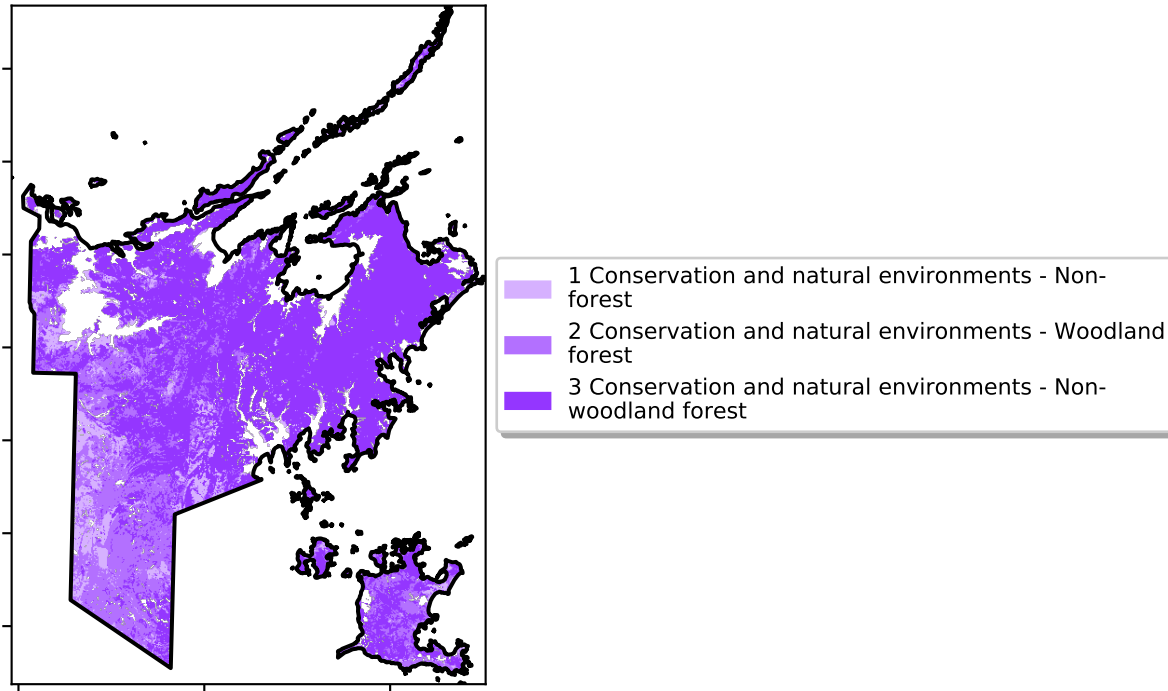 1 Conservation and natural environments - Non-
forest
2 Conservation and natural environments - Woodland
forest
3 Conservation and natural environments - Non-
woodland forest